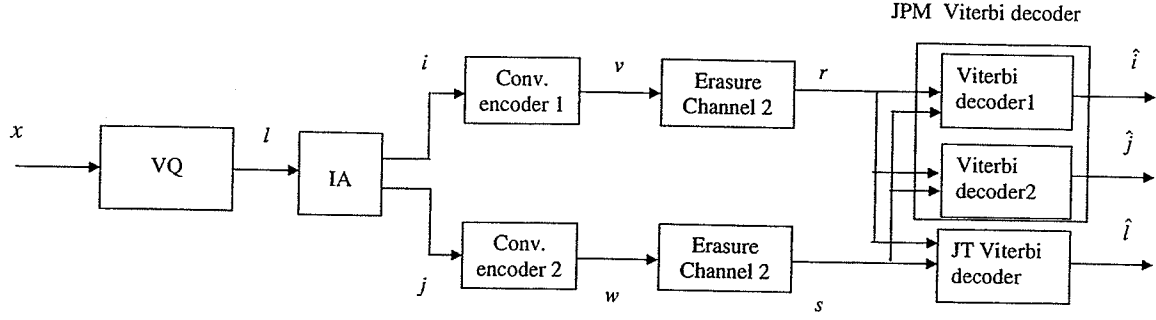 JPM Viterbi decoder
x
VQ
l
IA
i
Conv.
encoder 1
v
Erasure
Channel 2
r
Viterbi
decoder1
î
Viterbi
decoder2
ĵ
j
Conv.
encoder 2
w
Erasure
Channel 2
s
JT Viterbi
decoder
l̂